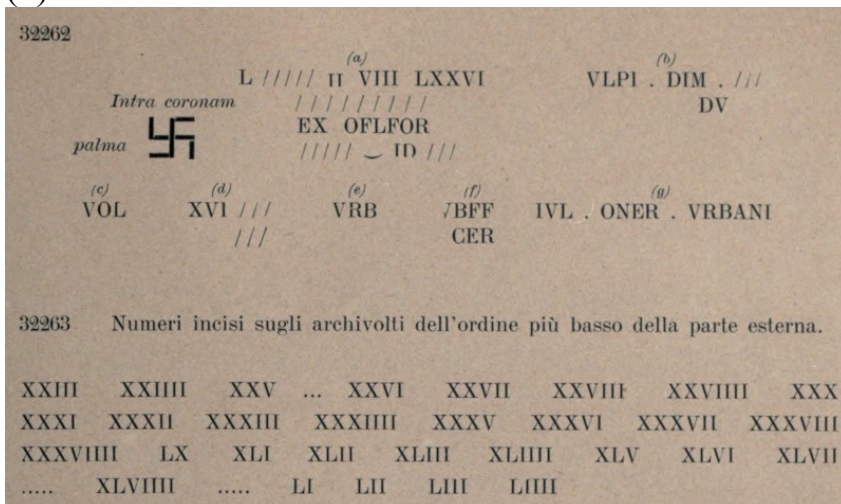 32262
(a) (b)
L ///// II VIII LXXVI VLPI . DIM . ///
Intra coronam ///////// DV
palma EX OFLFOR
///// ‿ ID ///
(c) (d) (e) (f) (g)
VOL XVI /// VRB VBFF IVL . ONER . VRBANI
/// CER
32263 Numeri incisi sugli archivolti dell'ordine più basso della parte esterna.
XXIII XXIIII XXV ... XXVI XXVII XXVIII XXVIIII XXX
XXXI XXXII XXXIII XXXIIII XXXV XXXVI XXXVII XXXVIII
XXXVIIII LX XLI XLII XLIII XLIIII XLV XLVI XLVII
..... XLVIIII ..... LI LII LIII LIIII